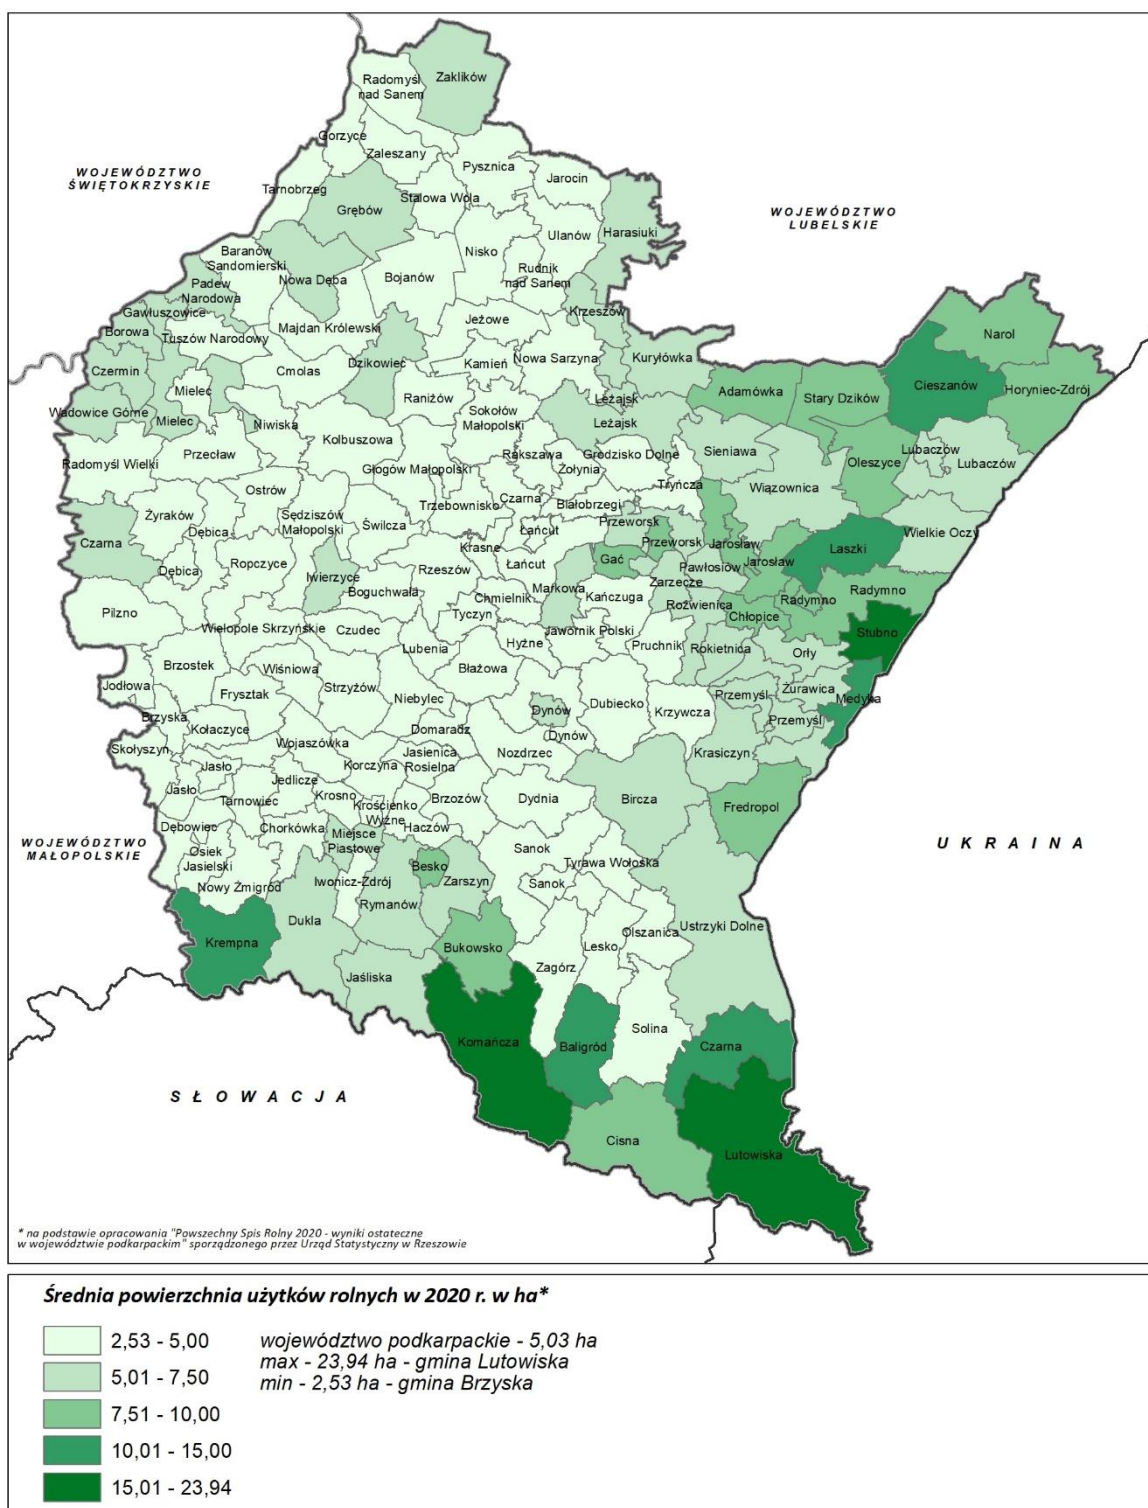 Zaklików
Radomyśl
nad Sanem
Gorzyce
Zaleszany
Pysznica
WOJEWÓDZTWO
ŚWIĘTOKRZYSKIE
Jarocin
Tarnobrzeg
Stalowa Wola
Grębów
WOJEWÓDZTWO
LUBELSKIE
Harasiuki
Ulanów
Nisko
Baranów
Sandomierski
Rudnik
nad Sanem
Bojanów
Nowa Dęba
Padew
Narodowa
Gawłuszowice
Krzeszów
Jeżowe
Borowa
Majdan Królewski
Tuszów Narodowy
Narol
Nowa Sarzyna
Kuryłówka
Dzikowiec
Kamień
Czermin
Cmolas
Cieszanów
Horyniec-Zdrój
Mielec
Adamówka
Stary Dzików
Raniżów
Leżajsk
Wadowice Górne
Mielec
Niwiska
Sokołów
Małopolski
Leżajsk
Kolbuszowa
Sieniawa
Lubaczów
Przecław
Rakszawa
Grodzisko Dolne
Radomyśl Wielki
Oleszyce
Lubaczów
Głogów Małopolski
Żołynia
Tryńcza
Wiązownica
Ostrów
Czarna
Białobrzegi
Trzebownisko
Żyraków
Sędziszów
Małopolski
Świlcza
Przeworsk
Dębica
Łańcut
Wielkie Oczy
Czarna
Przeworsk
Jarosław
Laszki
Krasne
Gać
Jarosław
Ropczyce
Łańcut
Pawłosiów
Dębica
Iwierzyce
Rzeszów
Zarzecze
Boguchwała
Markowa
Radymno
Kańczuga
Chmielnik
Radymno
Roźwienica
Pilzno
Tyczyn
Chłopice
Wielopole Skrzyńskie
Czudec
Jawornik Polski
Stubno
Hyżne
Pruchnik
Lubenia
Rokietnica
Orły
Brzostek
Wiśniowa
Błażowa
Jodłowa
Strzyżów
Żurawica
Frysztak
Niebylec
Przemyśl
Medyka
Dubiecko
Brzyska
Dynów
Krzywcza
Kołaczyce
Domaradz
Przemyśl
Dynów
Skołyszyn
Wojaszówka
Nozdrzec
Krasiczyn
Jasienica
Rosielna
Jasło
Korczyna
Jedlicze
Jasło
Krosno
Brzozów
Dydnia
Bircza
Tarnowiec
Krościenko
Wyżne
Fredropol
Dębowiec
Chorkówka
Haczów
Miejsce
Piastowe
WOJEWÓDZTWO
MAŁOPOLSKIE
UKRAINA
Osiek
Jasielski
Sanok
Tyrawa Wołoska
Besko
Nowy Żmigród
Iwonicz-Zdrój
Zarszyn
Sanok
Rymanów
Dukla
Olszanica
Ustrzyki Dolne
Krempna
Bukowsko
Lesko
Zagórz
Jaśliska
Solina
Komańcza
Baligród
Czarna
SŁOWACJA
Cisna
Lutowiska
* na podstawie opracowania "Powszechny Spis Rolny 2020 - wyniki ostateczne
w województwie podkarpackim" sporządzonego przez Urząd Statystyczny w Rzeszowie
Średnia powierzchnia użytków rolnych w 2020 r. w ha*
2,53 - 5,00
województwo podkarpackie - 5,03 ha
max - 23,94 ha - gmina Lutowiska
min - 2,53 ha - gmina Brzyska
5,01 - 7,50
7,51 - 10,00
10,01 - 15,00
15,01 - 23,94